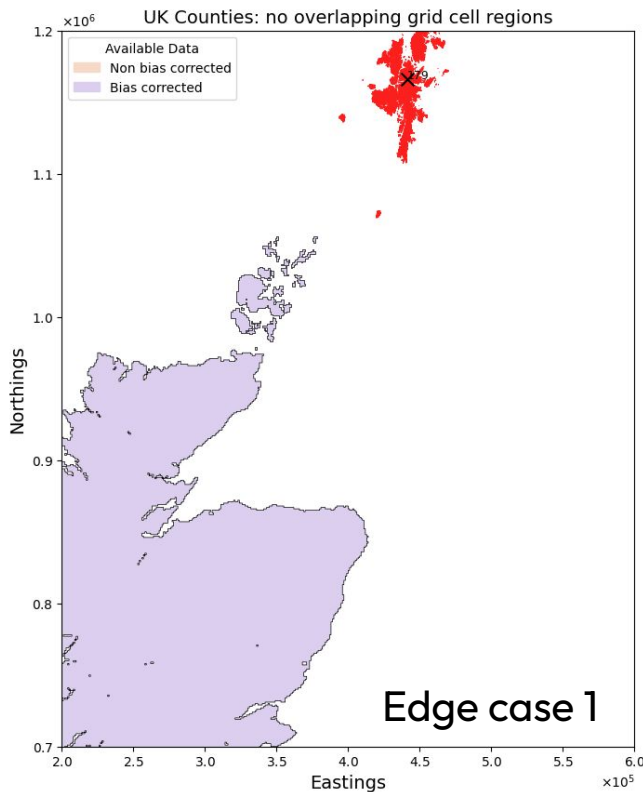 UK Counties: no overlapping grid cell regions
×10⁶
Available Data
Non bias corrected
Bias corrected
1.2
1.1
1.0
0.9
0.8
0.7
Northings
Edge case 1
2.0 2.5 3.0 3.5 4.0 4.5 5.0 5.5 6.0
Eastings
×10⁵